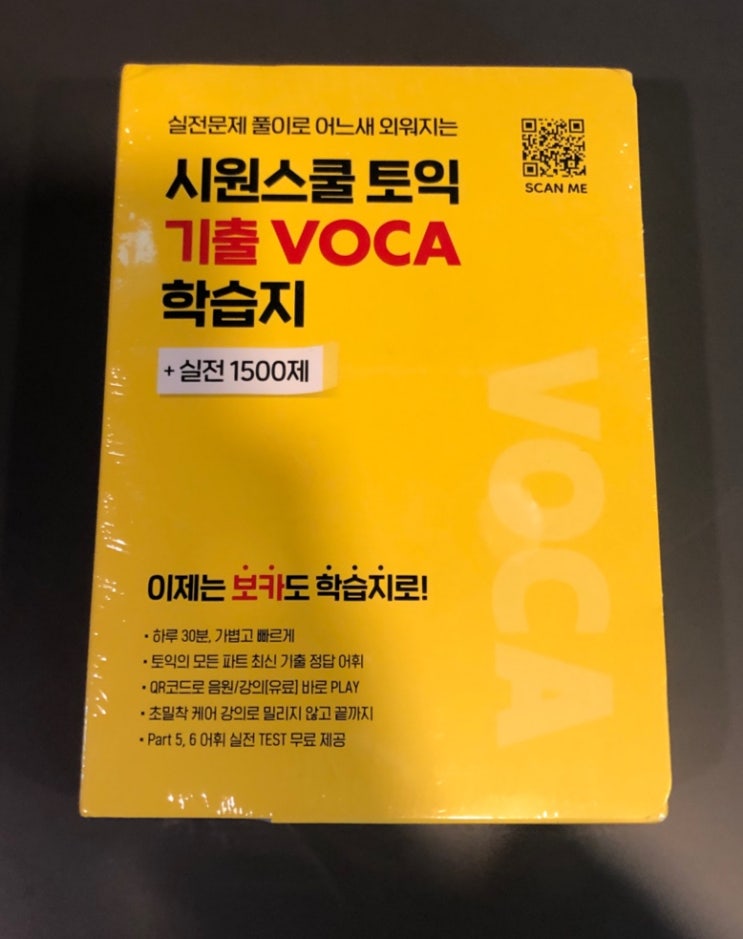 실전문제 풀이로 어느새 외워지는
시원스쿨 토익
기출 VOCA
학습지
+ 실전 1500제
SCAN ME
VOCA
이제는 보카도 학습지로!
• 하루 30분, 가볍고 빠르게
• 토익의 모든 파트 최신 기출 정답 어휘
• QR코드로 음원/강의[유료] 바로 PLAY
• 초밀착 케어 강의로 밀리지 않고 끝까지
• Part 5, 6 어휘 실전 TEST 무료 제공